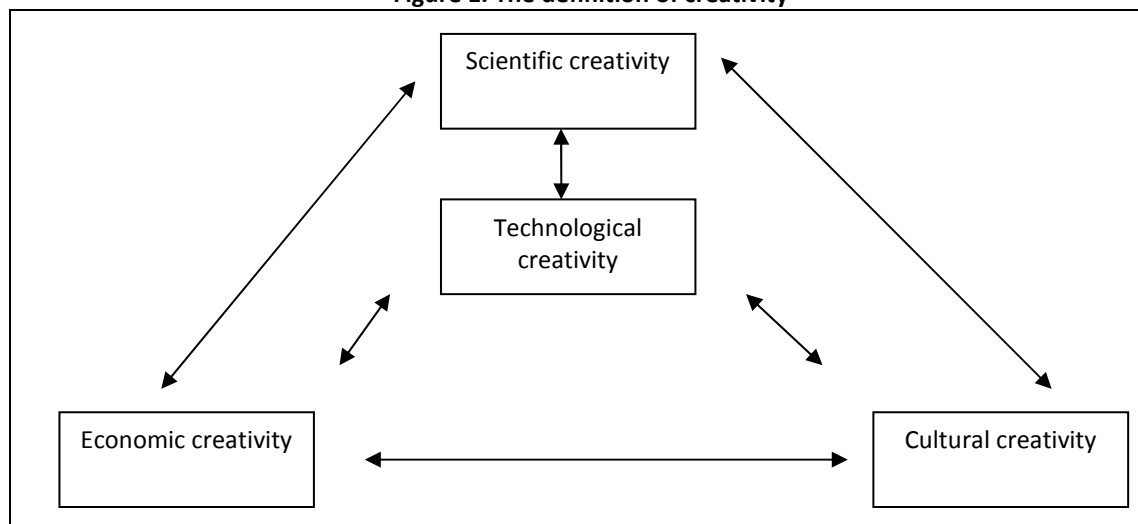 Figure 1: The definition of creativity
Scientific creativity
Technological
creativity
Economic creativity
Cultural creativity